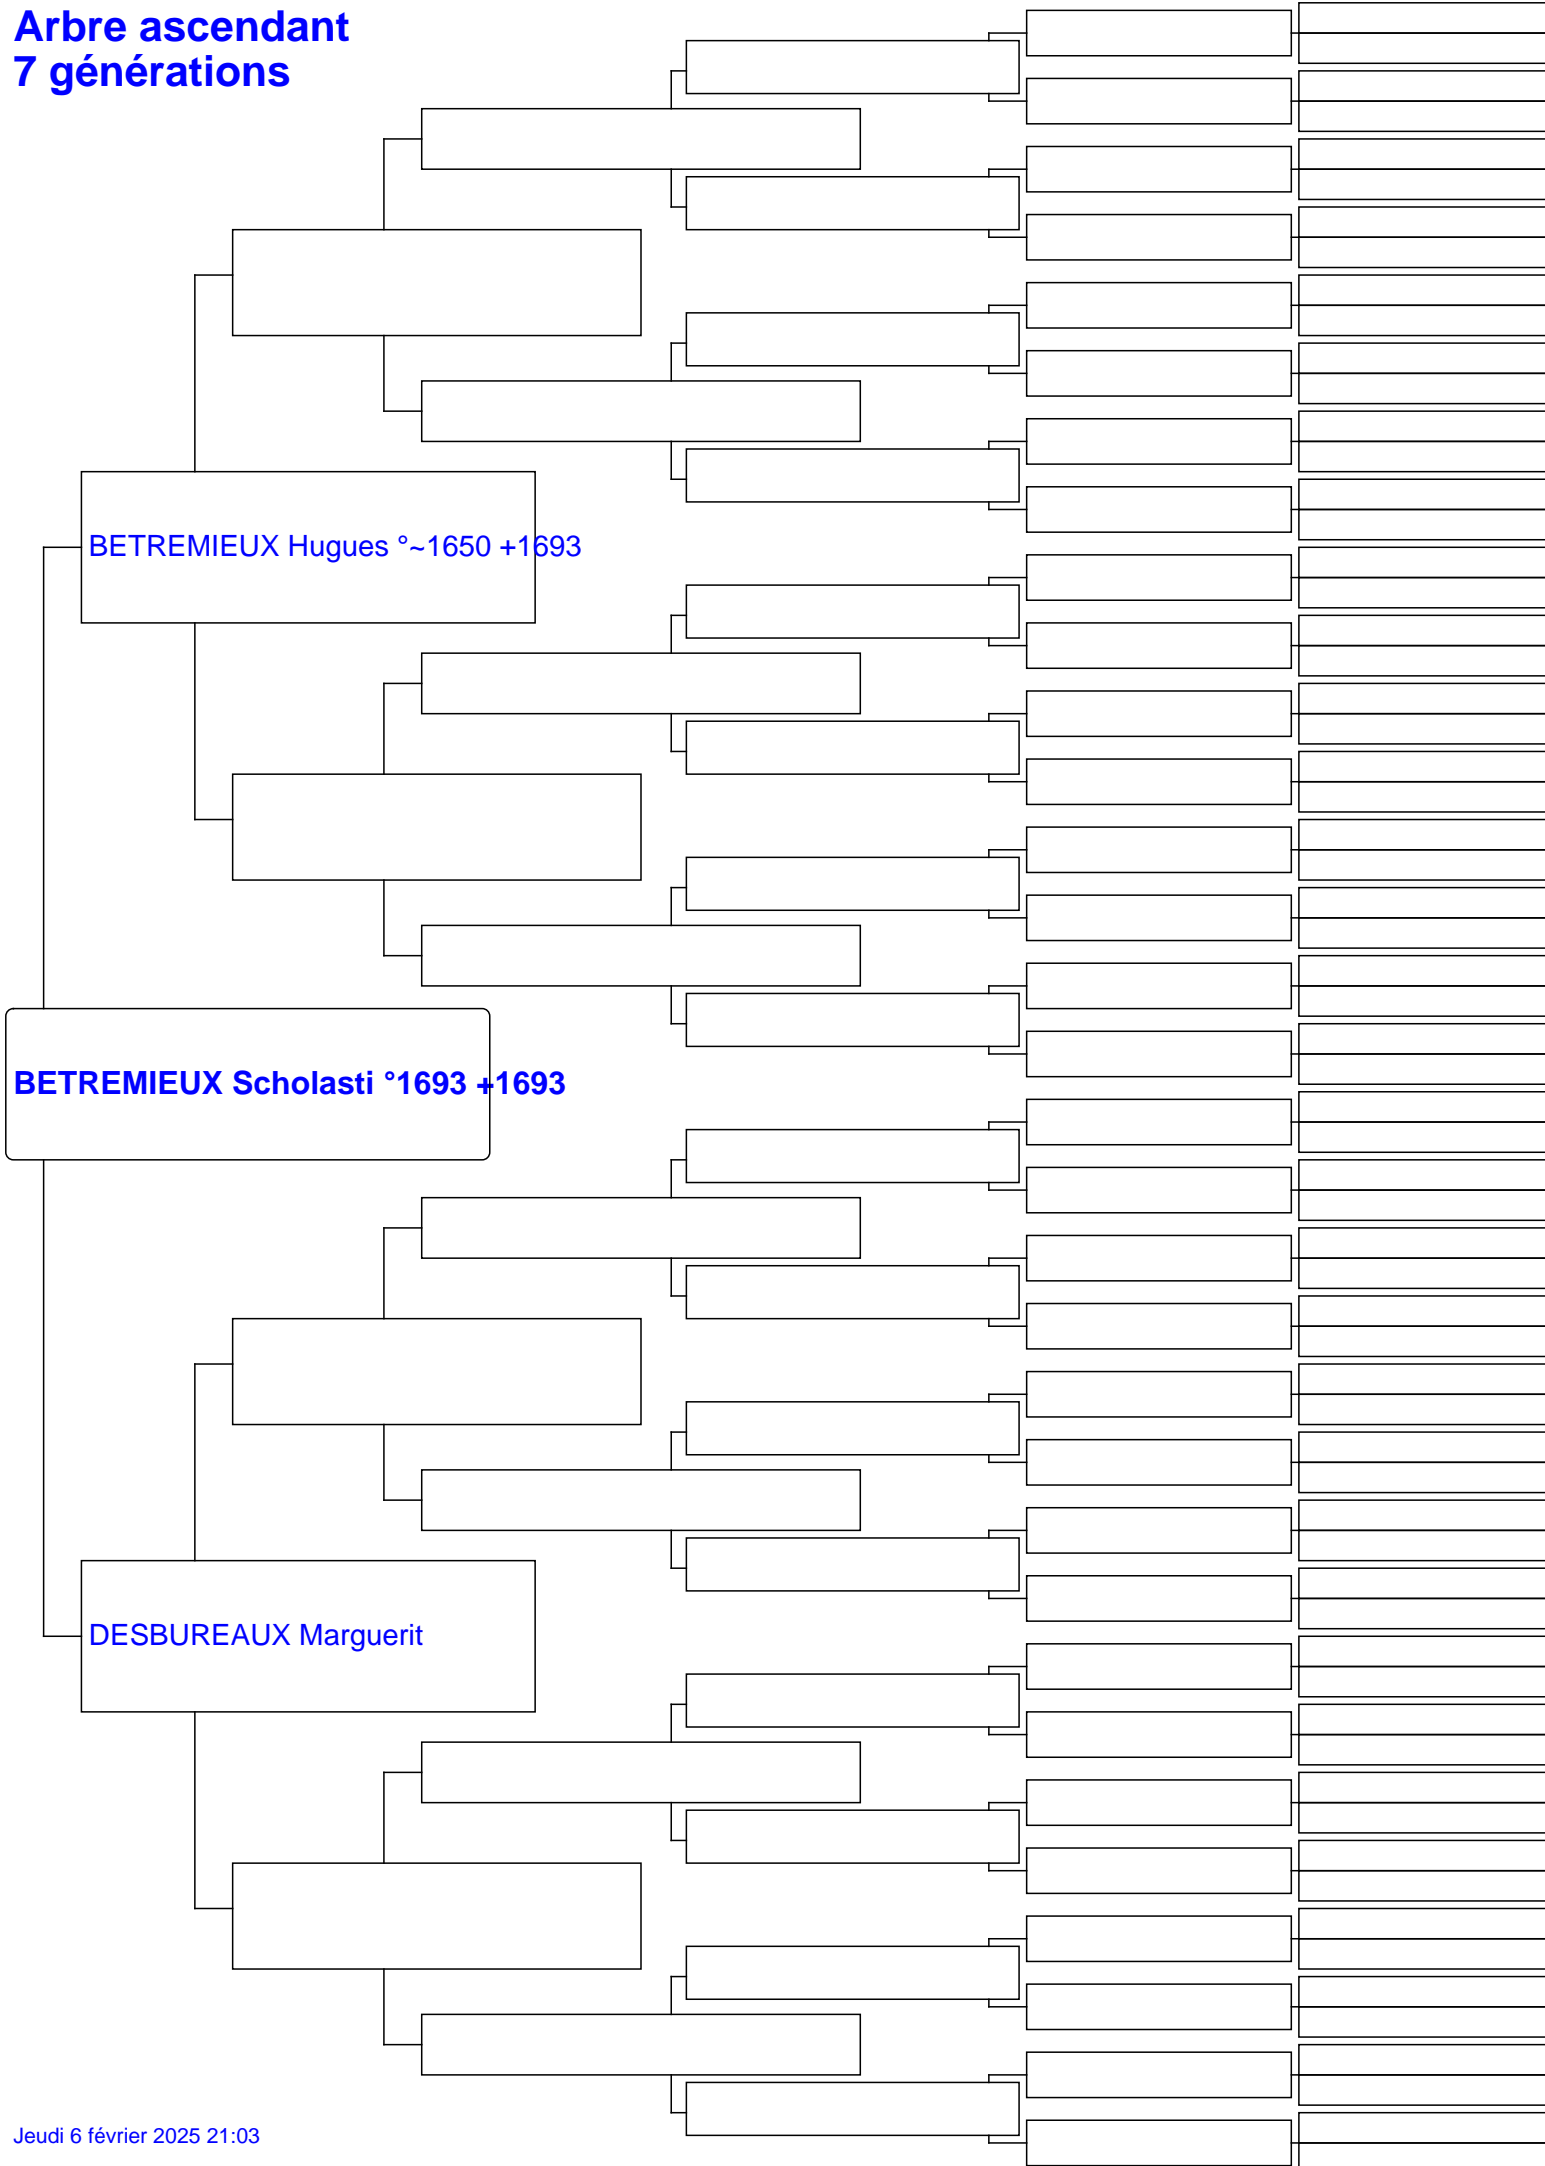 Arbre ascendant
7 générations
BETREMIEUX Hugues °~1650 +1693
BETREMIEUX Scholasti °1693 +1693
DESBUREAUX Marguerit
Jeudi 6 février 2025 21:03